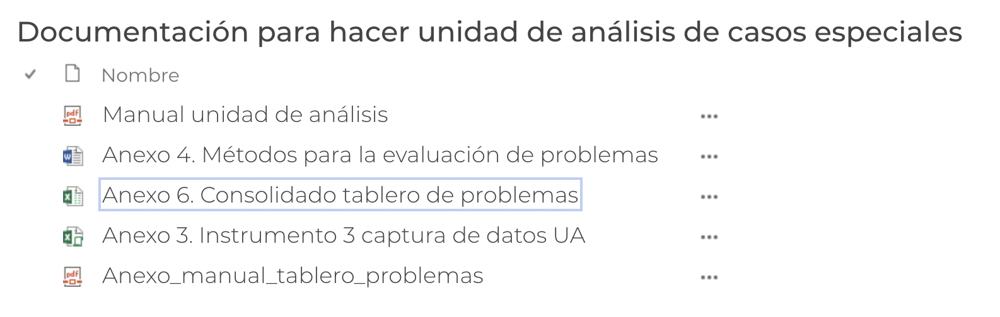 Documentación para hacer unidad de análisis de casos especiales
Nombre
Manual unidad de análisis
Anexo 4. Métodos para la evaluación de problemas
Anexo 6. Consolidado tablero de problemas
Anexo 3. Instrumento 3 captura de datos UA
Anexo_manual_tablero_problemas